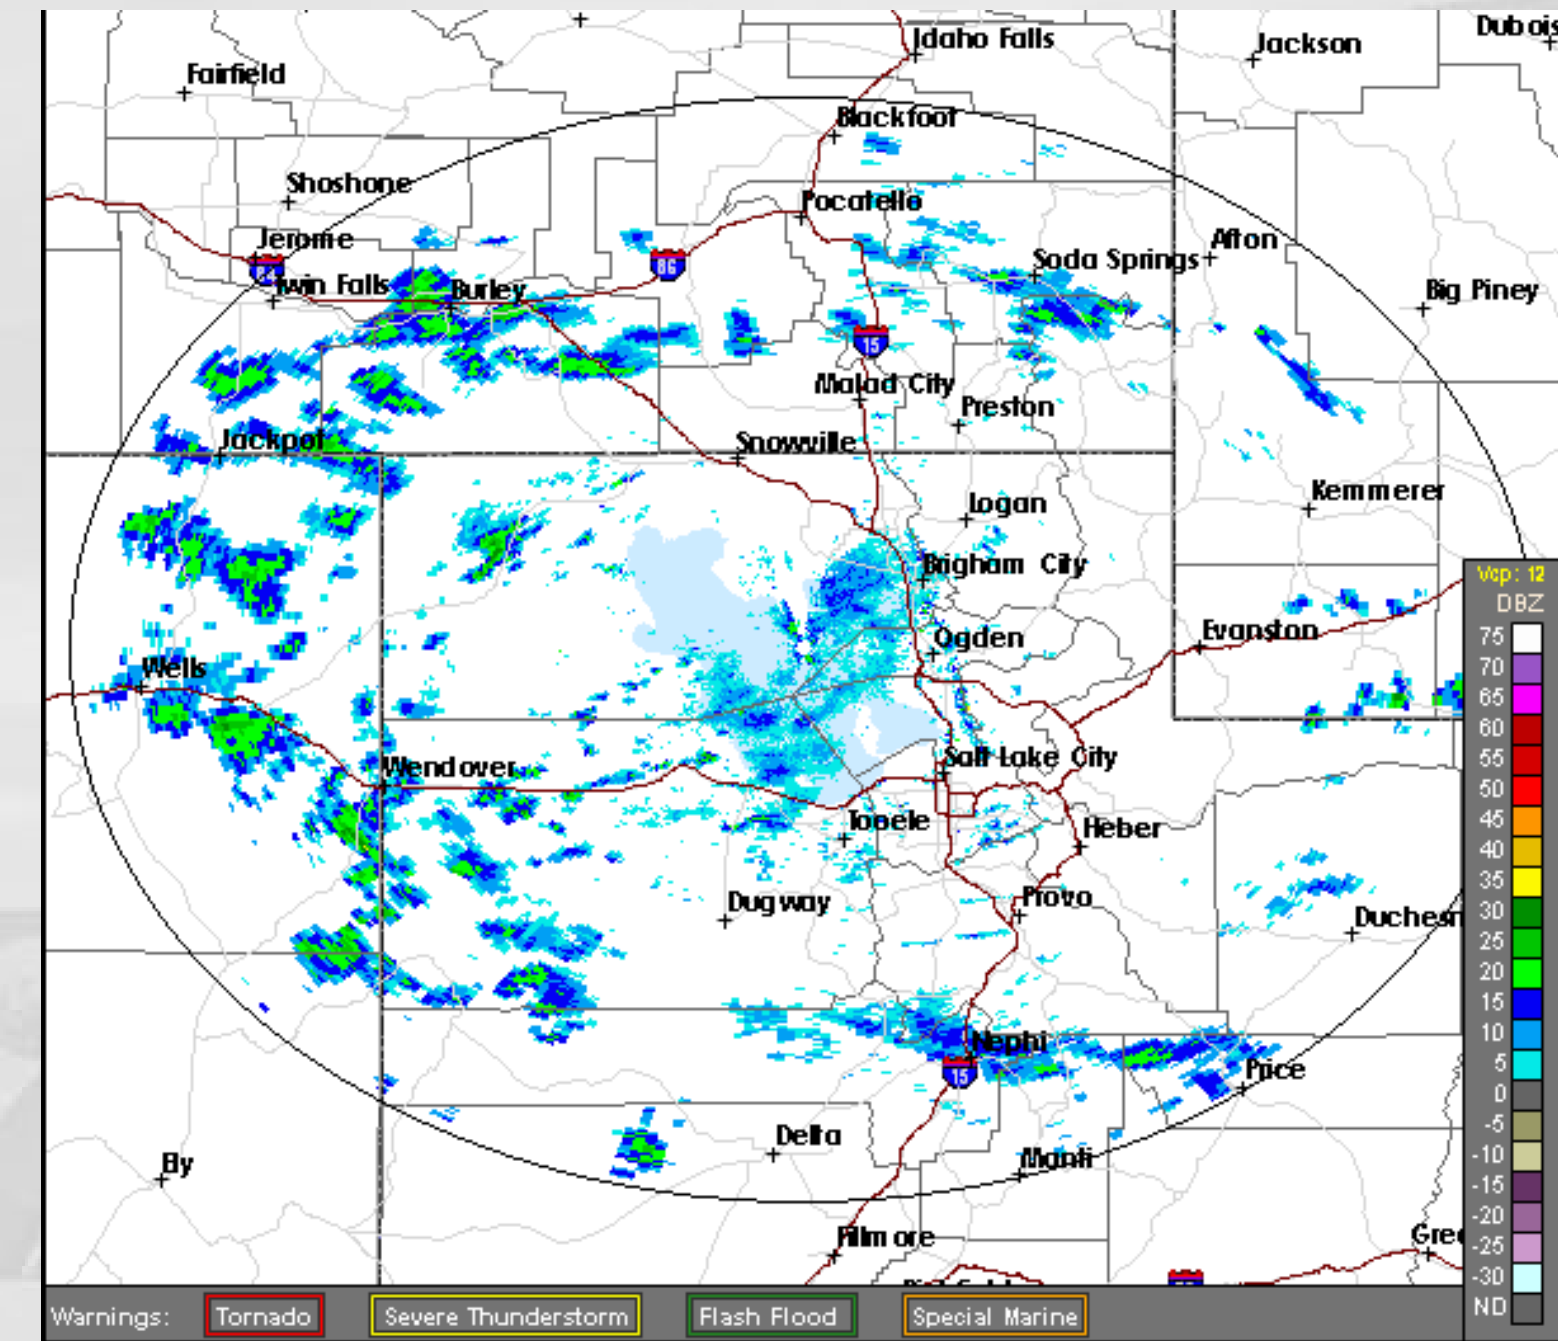 Idaho Falls
Jackson
Dubois
Fairfield
Blackfoot
Shoshone
Pocatello
Jerome
Afton
84
86
Soda Springs
Twin Falls
Burley
Big Piney
15
Malad City
Preston
Jackpot
Snowville
Kemmerer
Logan
Brigham City
Vcp: 12
DBZ
75
70
65
60
55
50
45
40
35
30
25
20
15
10
5
0
-5
-10
-15
-20
-25
-30
ND
Ogden
Evanston
Wells
Salt Lake City
Wendover
Tooele
Heber
Provo
Dugway
Duchesn
Nephi
15
Price
Delta
Manti
Ely
Fillmore
Gree
Warnings:
Tornado
Severe Thunderstorm
Flash Flood
Special Marine